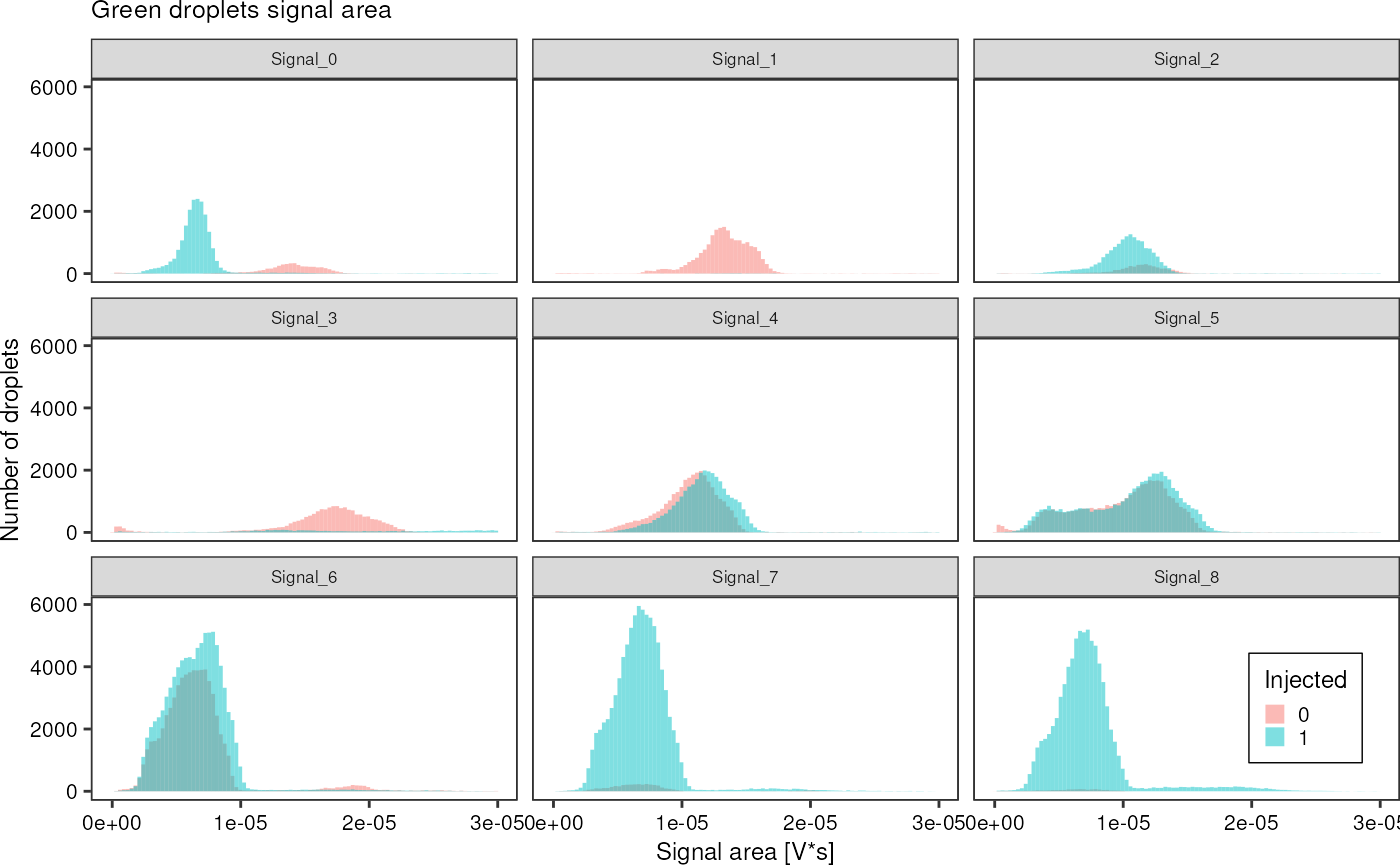 Green droplets signal area
Signal_0 Signal_1 Signal_2
6000
4000
2000
0
Signal_3 Signal_4 Signal_5
6000
4000
2000
0
Number of droplets
Signal_6 Signal_7 Signal_8
6000
4000
2000
0
Injected
0
1
0e+00 1e-05 2e-05 3e-05 0e+00 1e-05 2e-05 3e-05 0e+00 1e-05 2e-05 3e-05
Signal area [V*s]